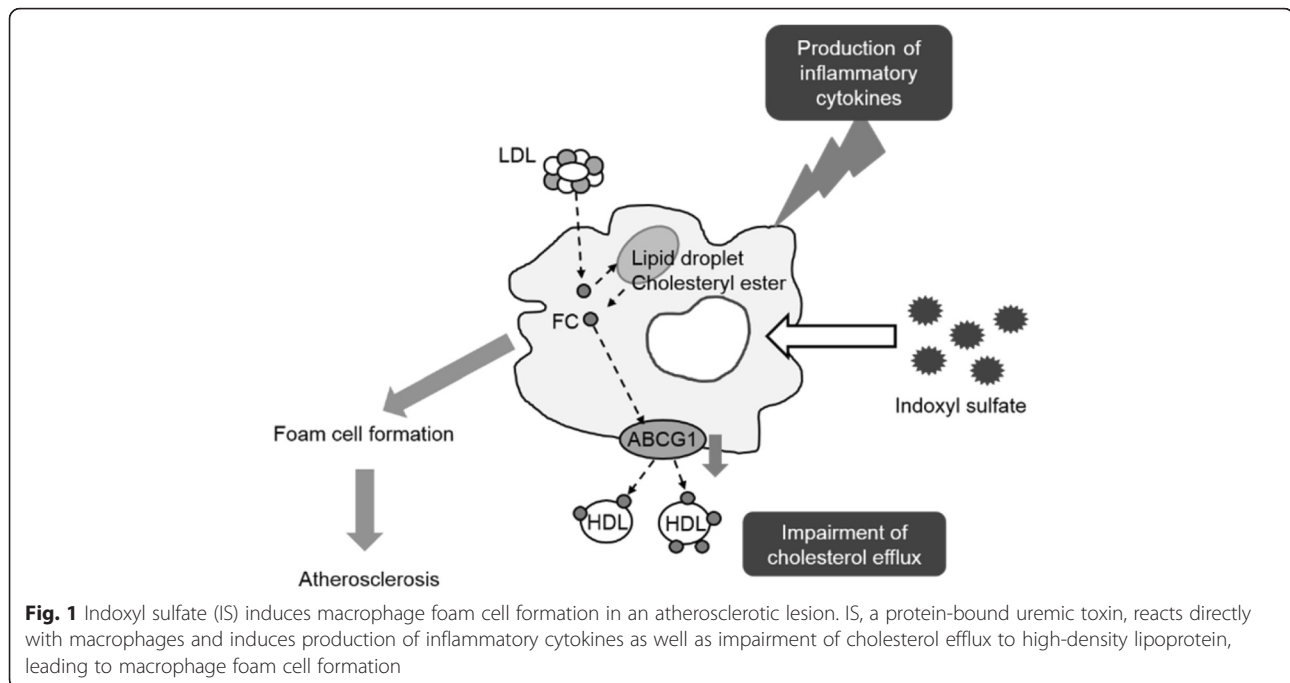 Production of
inflammatory
cytokines
LDL
Lipid droplet
Cholesteryl ester
FC
Indoxyl sulfate
Foam cell formation
ABCG1
HDL
HDL
Impairment of
cholesterol efflux
Atherosclerosis
Fig. 1 Indoxyl sulfate (IS) induces macrophage foam cell formation in an atherosclerotic lesion. IS, a protein-bound uremic toxin, reacts directly
with macrophages and induces production of inflammatory cytokines as well as impairment of cholesterol efflux to high-density lipoprotein,
leading to macrophage foam cell formation